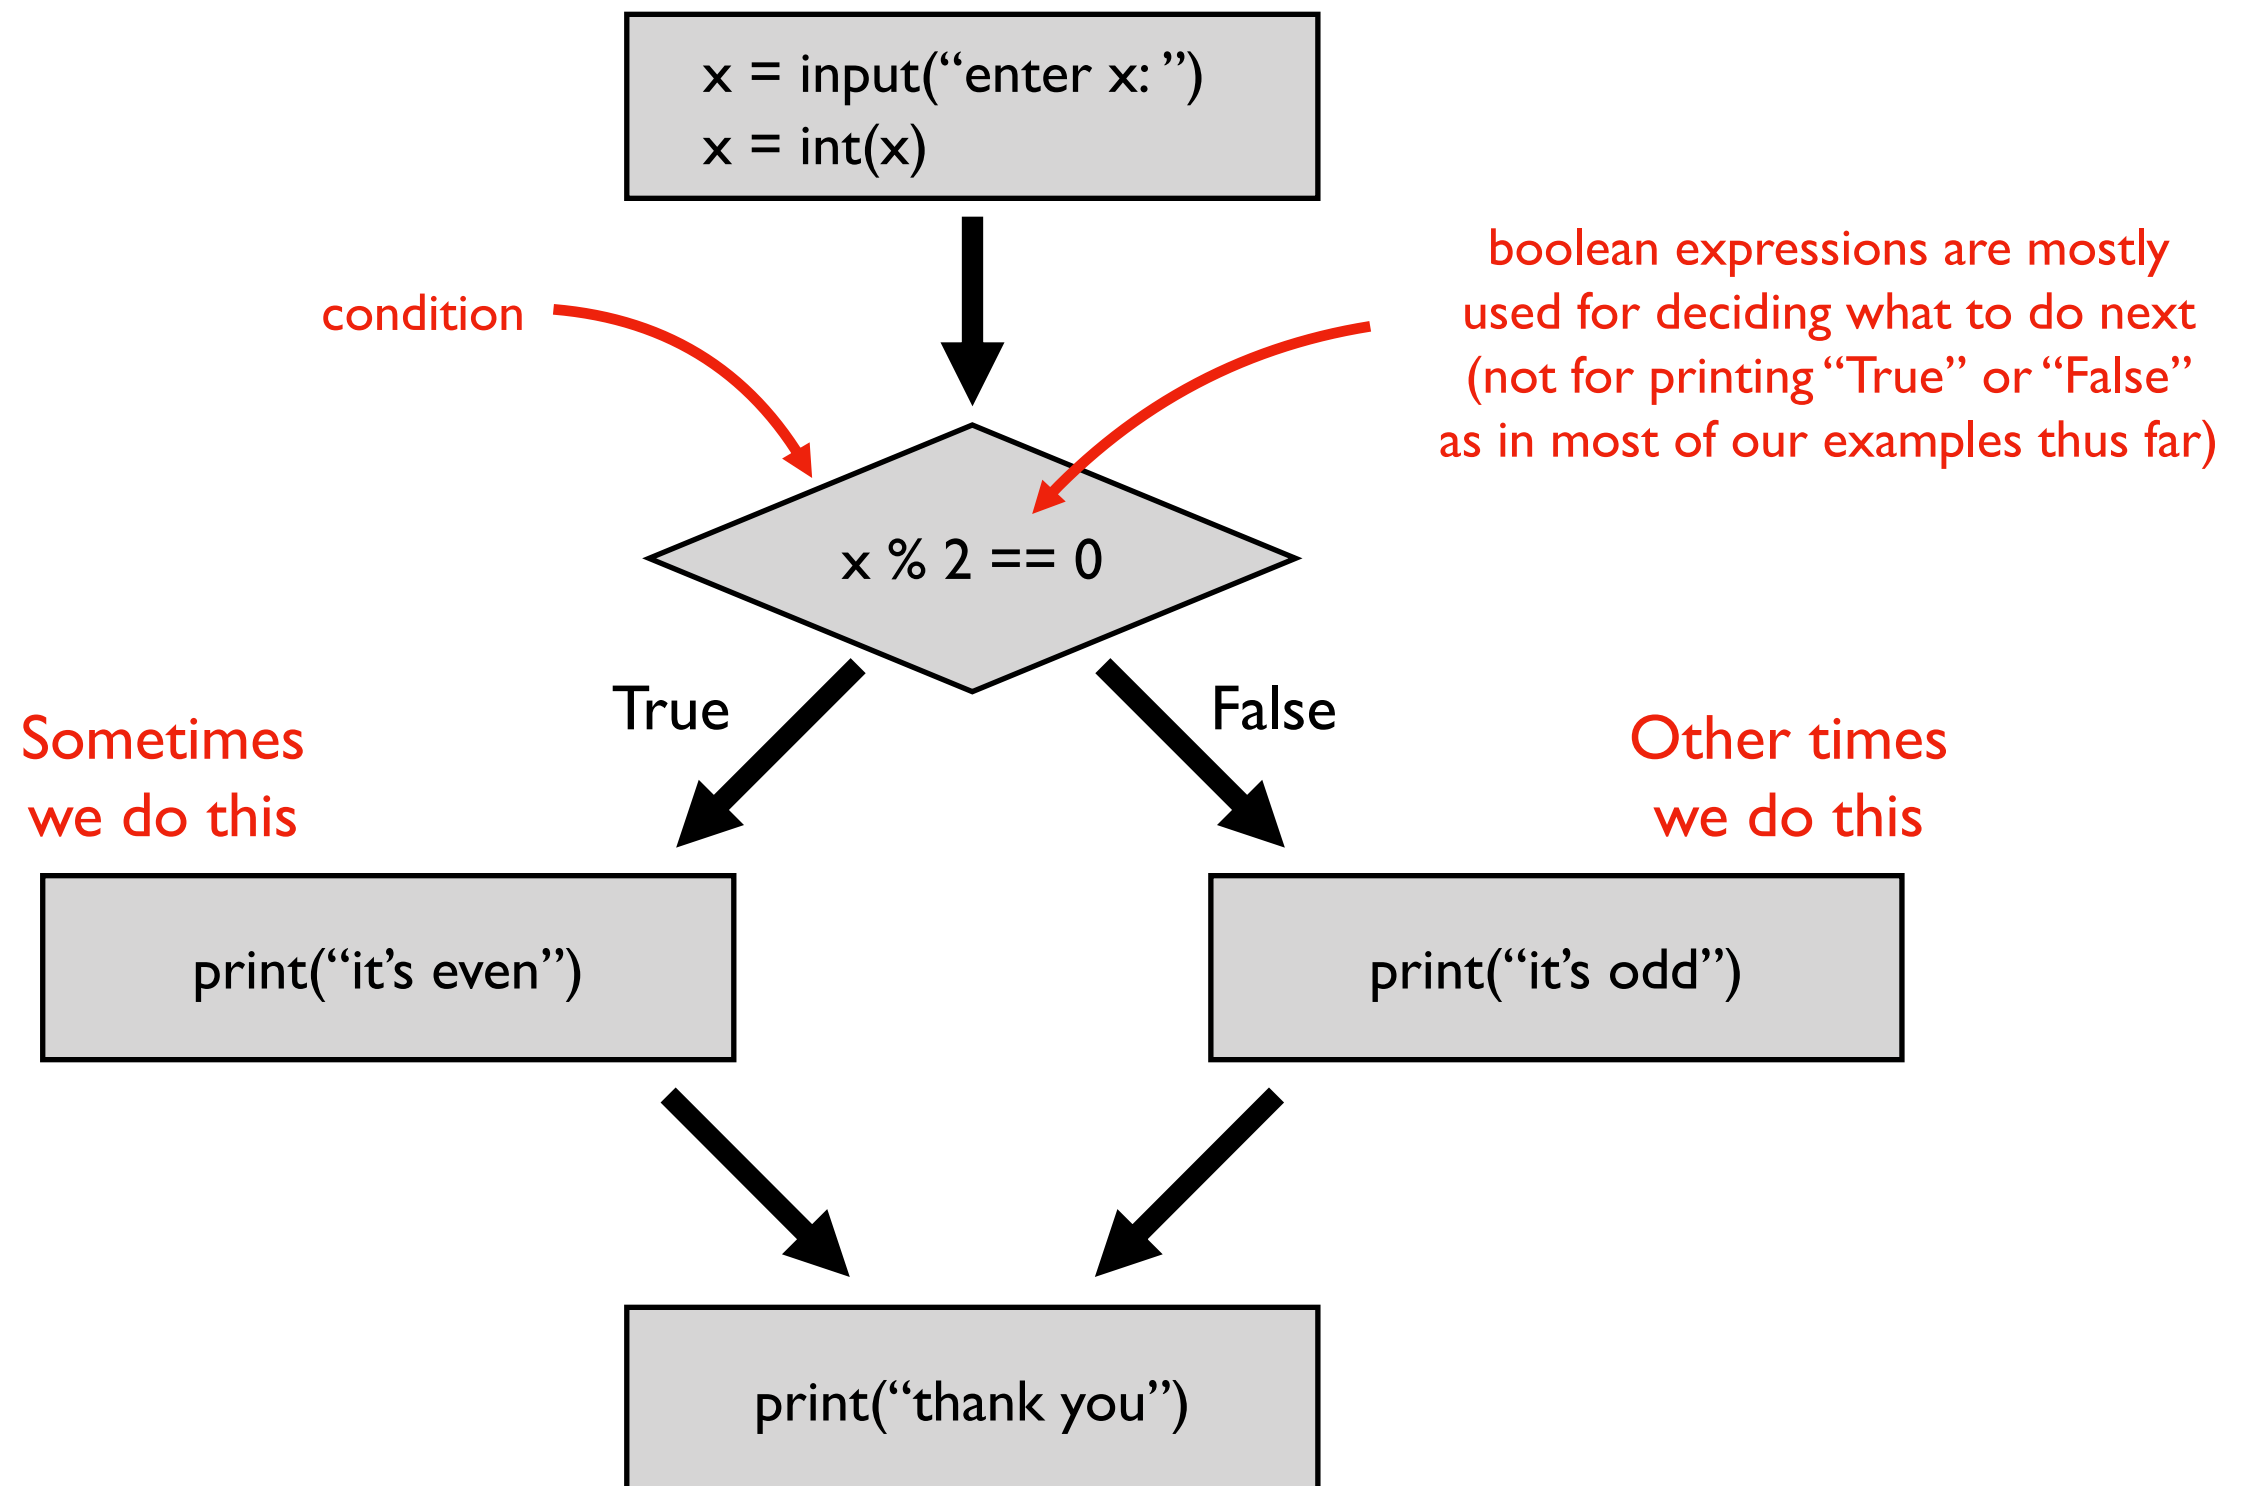 x = input(“enter x: ”)
x = int(x)
condition
boolean expressions are mostly
used for deciding what to do next
(not for printing “True” or “False”
as in most of our examples thus far)
x % 2 == 0
True
False
Sometimes
we do this
Other times
we do this
print(“it’s even”)
print(“it’s odd”)
print(“thank you”)